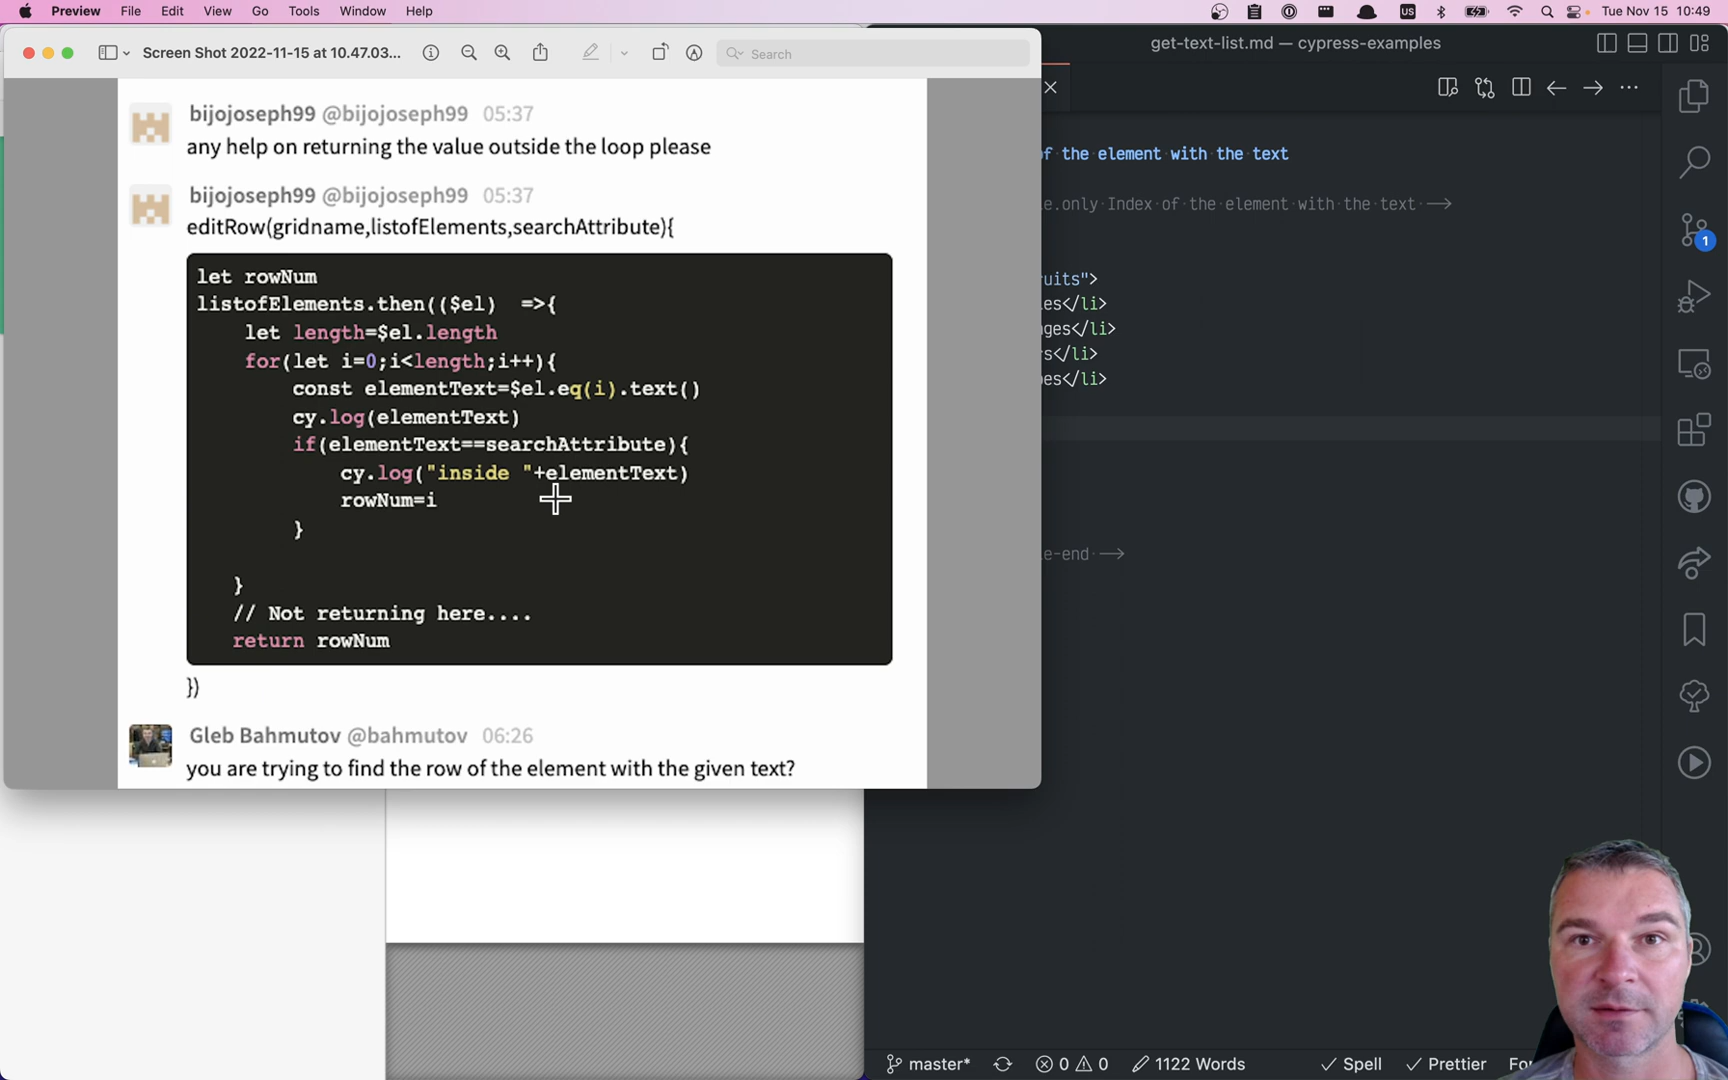 Preview File Edit View Go Tools Window Help
US Tue Nov 15 10:49
Screen Shot 2022-11-15 at 10.47.03...
Search
bijojoseph99 @bijojoseph99 05:37
any help on returning the value outside the loop please
bijojoseph99 @bijojoseph99 05:37
editRow(gridname,listofElements,searchAttribute){
let rowNum
listofElements.then(($el) =>{
let length=$el.length
for(let i=0;i<length;i++){
const elementText=$el.eq(i).text()
cy.log(elementText)
if(elementText==searchAttribute){
cy.log("inside "+elementText)
rowNum=i
}
}
// Not returning here....
return rowNum
})
Gleb Bahmutov @bahmutov 06:26
you are trying to find the row of the element with the given text?
get-text-list.md — cypress-examples
of the element with the text
e.only Index of the element with the text -->
uits">
es</li>
ges</li>
s</li>
es</li>
e-end -->
1
master* 0 0 1122 Words Spell Prettier